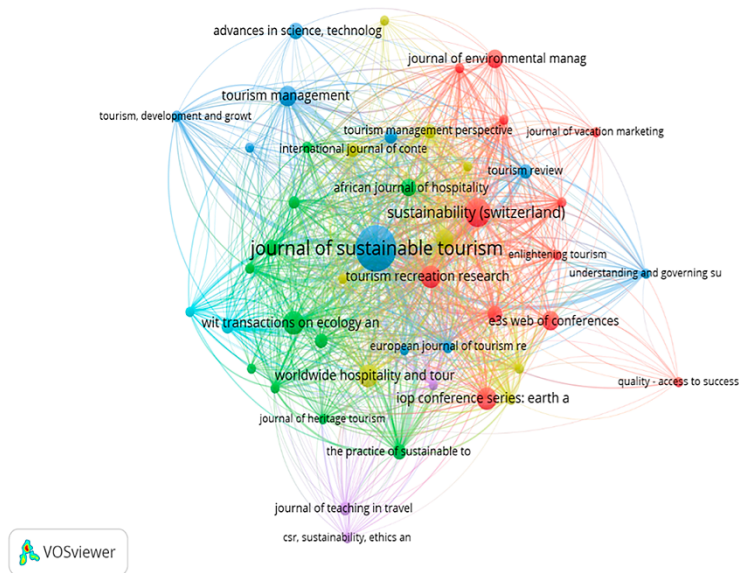 advances in science, technolog
journal of environmental manag
tourism management
tourism, development and growt
tourism management perspective
journal of vacation marketing
international journal of conte
tourism review
african journal of hospitality
sustainability (switzerland)
journal of sustainable tourism
enlightening tourism
tourism recreation research
understanding and governing su
wit transactions on ecology an
e3s web of conferences
european journal of tourism re
worldwide hospitality and tour
quality - access to success
iop conference series: earth a
journal of heritage tourism
the practice of sustainable to
journal of teaching in travel
csr, sustainability, ethics an
VOSviewer